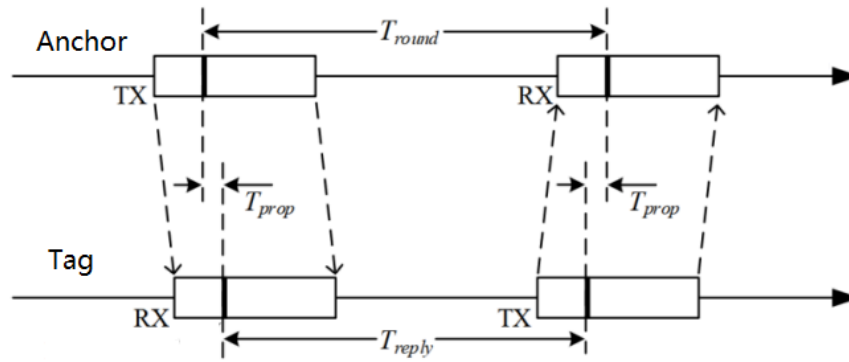 Anchor
T_round
TX
RX
T_prop
T_prop
Tag
RX
TX
T_reply